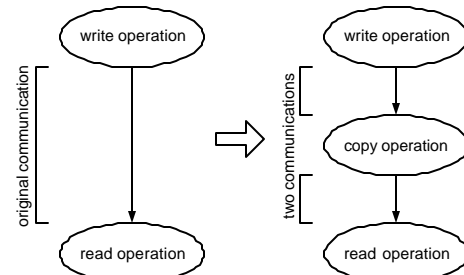 write operation
original communication
read operation
write operation
two communications
copy operation
read operation